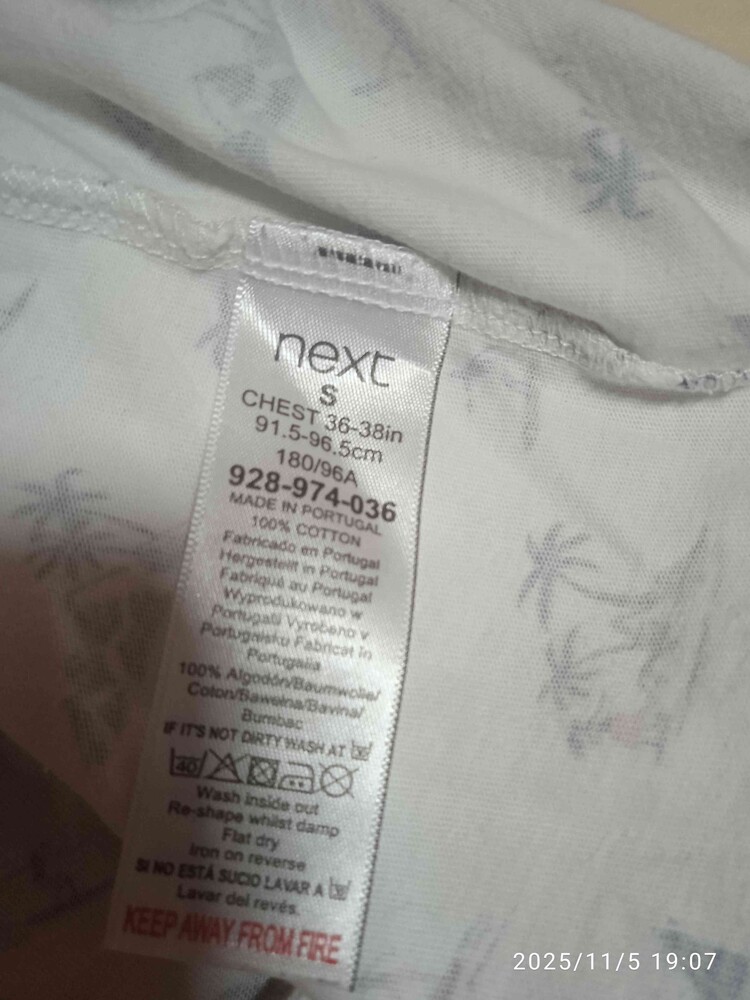 next
S
CHEST 36-38in
91.5-96.5cm
180/96A
928-974-036
MADE IN PORTUGAL
100% COTTON
Fabricado en Portugal
Hergestellt in Portugal
Fabriqué au Portugal
Wyprodukowano w
Portugalii Vyrobeno v
Portugalsku Fabricat in
Portugalia
100% Algodón/Baumwolle/
Coton/Bawełna/Bavlna/
Bumbac
IF IT'S NOT DIRTY WASH AT
40
Wash inside out
Re-shape whilst damp
Flat dry
Iron on reverse
SI NO ESTÁ SUCIO LAVAR A
Lavar del revés.
KEEP AWAY FROM FIRE
2025/11/5 19:07